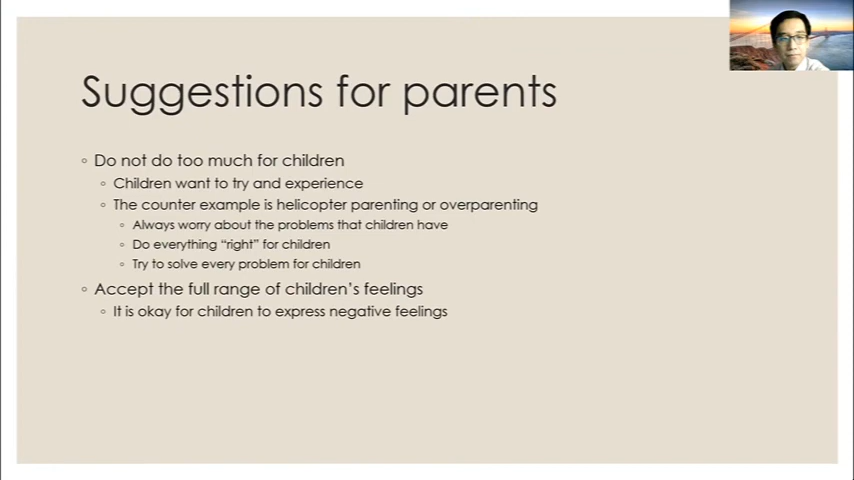 Suggestions for parents
◦ Do not do too much for children
◦ Children want to try and experience
◦ The counter example is helicopter parenting or overparenting
◦ Always worry about the problems that children have
◦ Do everything “right” for children
◦ Try to solve every problem for children
◦ Accept the full range of children’s feelings
◦ It is okay for children to express negative feelings